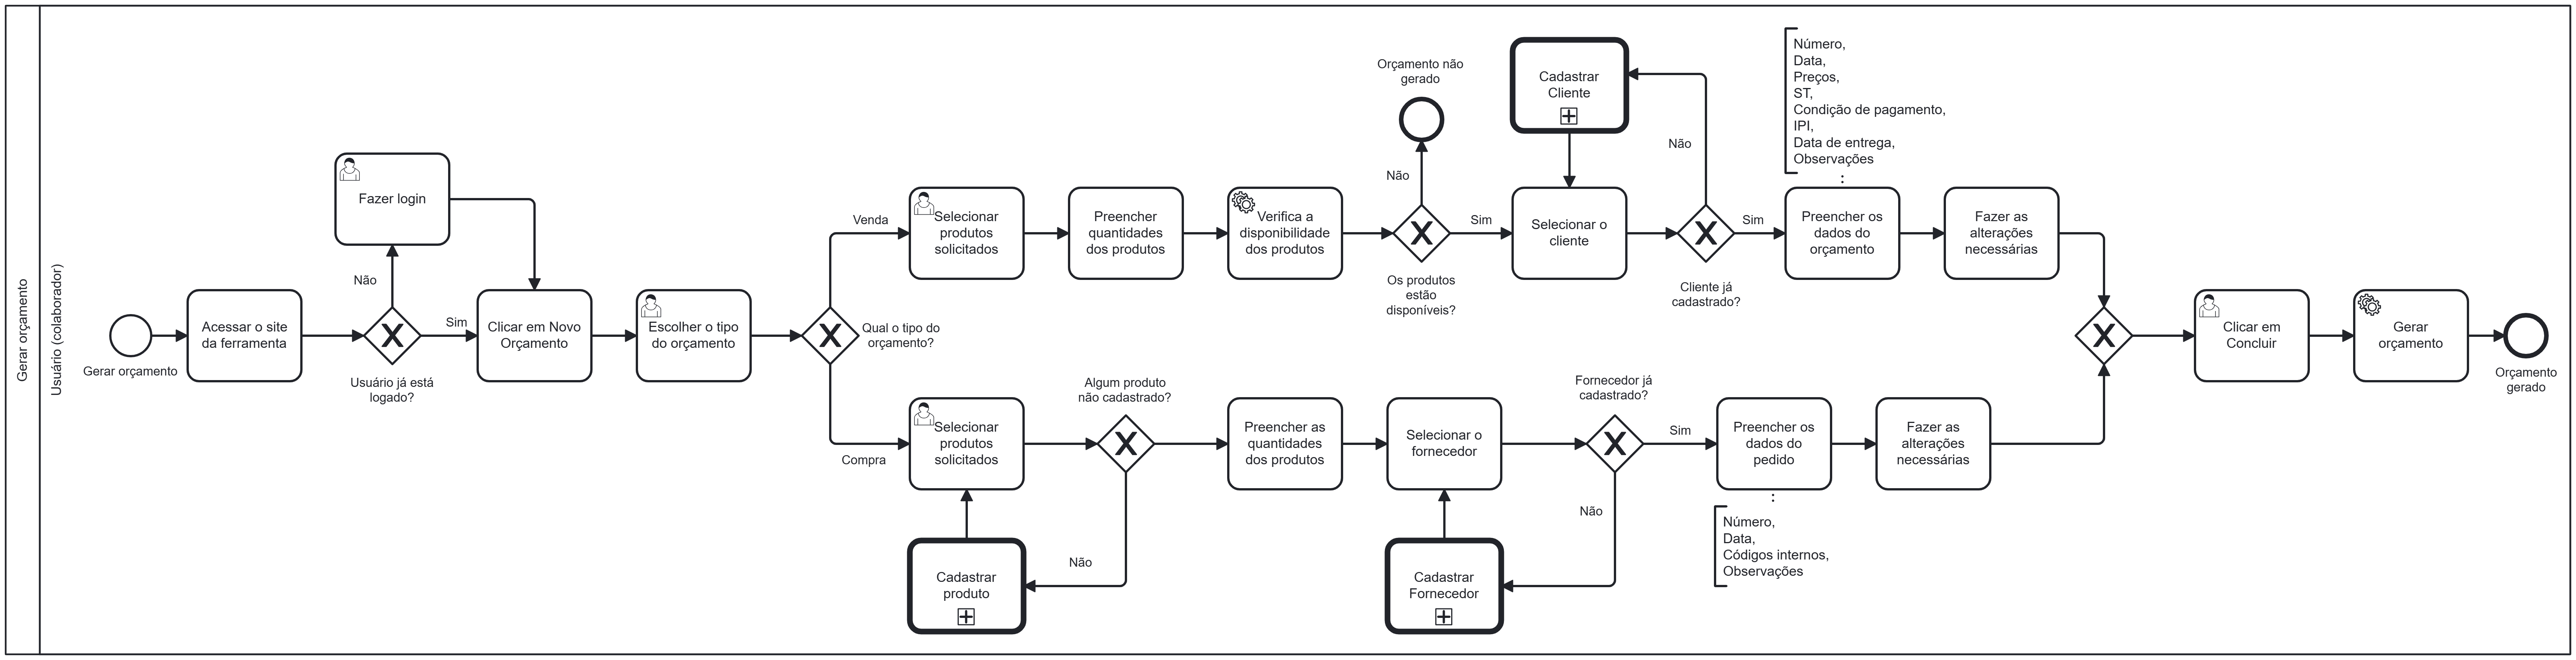 Gerar orçamento
Usuário (colaborador)
Gerar orçamento
Acessar o site
da ferramenta
Usuário já está
logado?
Não
Sim
Fazer login
Clicar em Novo
Orçamento
Escolher o tipo
do orçamento
Qual o tipo do
orçamento?
Venda
Compra
Selecionar
produtos
solicitados
Preencher
quantidades
dos produtos
Verifica a
disponibilidade
dos produtos
Os produtos
estão
disponíveis?
Não
Orçamento não
gerado
Sim
Selecionar o
cliente
Cadastrar
Cliente
Cliente já
cadastrado?
Não
Sim
Preencher os
dados do
orçamento
Número,
Data,
Preços,
ST,
Condição de pagamento,
IPI,
Data de entrega,
Observações
Fazer as
alterações
necessárias
Selecionar
produtos
solicitados
Algum produto
não cadastrado?
Não
Cadastrar
produto
Preencher as
quantidades
dos produtos
Selecionar o
fornecedor
Fornecedor já
cadastrado?
Não
Cadastrar
Fornecedor
Sim
Preencher os
dados do
pedido
Número,
Data,
Códigos internos,
Observações
Fazer as
alterações
necessárias
Clicar em
Concluir
Gerar
orçamento
Orçamento
gerado